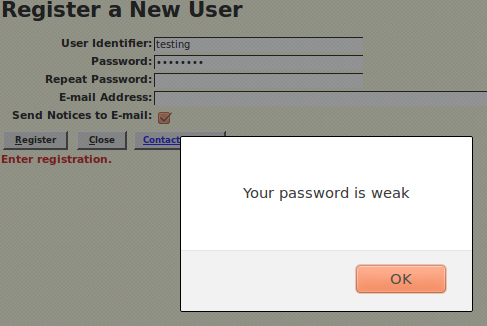 Register a New User
User Identifier: testing
Password: ••••••••
Repeat Password:
E-mail Address:
Send Notices to E-mail:
Register Close Contact
Enter registration.
Your password is weak
OK